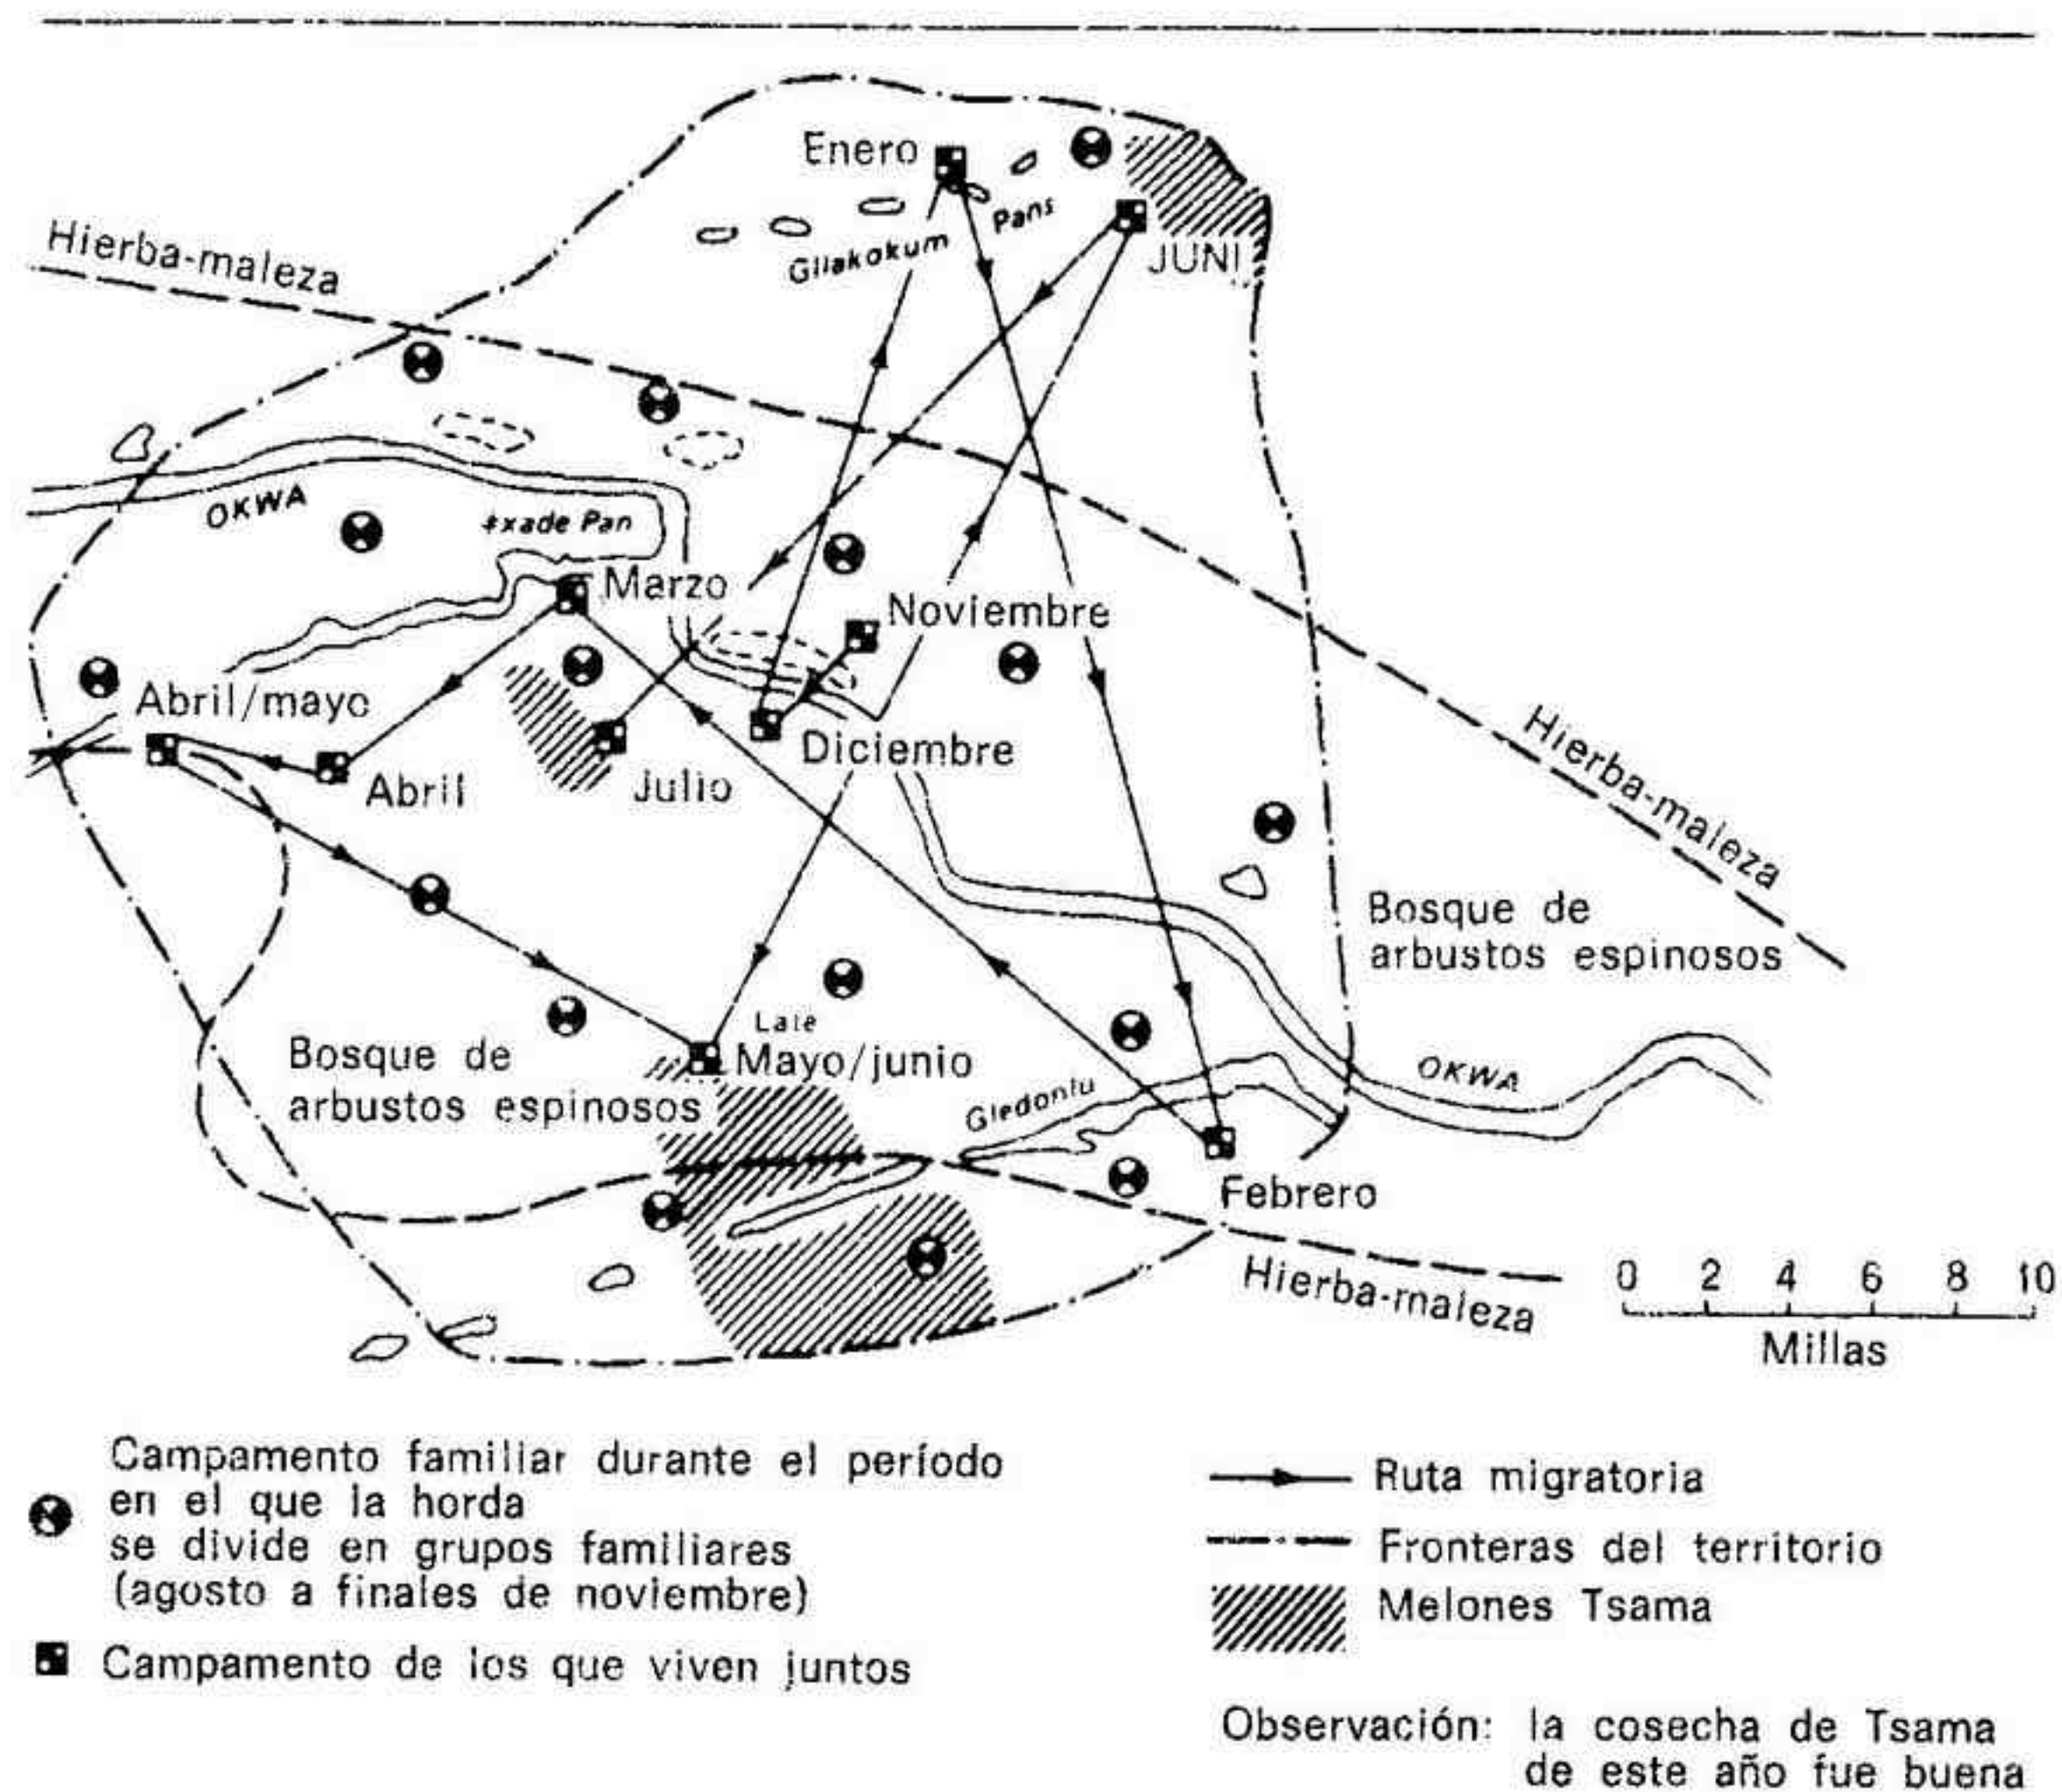 Enero
Pans
Gllakokum
JUNI
Hierba-maleza
OKWA
ǂxade Pan
Marzo
Noviembre
Abril/mayo
Diciembre
Abril
Julio
Hierba-maleza
Bosque de
arbustos espinosos
Late
Mayo/junio
Bosque de
arbustos espinosos
OKWA
Febrero
Hierba-maleza
0 2 4 6 8 10
Millas
Campamento familiar durante el período
en el que la horda
se divide en grupos familiares
(agosto a finales de noviembre)
Campamento de los que viven juntos
Ruta migratoria
Fronteras del territorio
Melones Tsama
Observación: la cosecha de Tsama
de este año fue buena